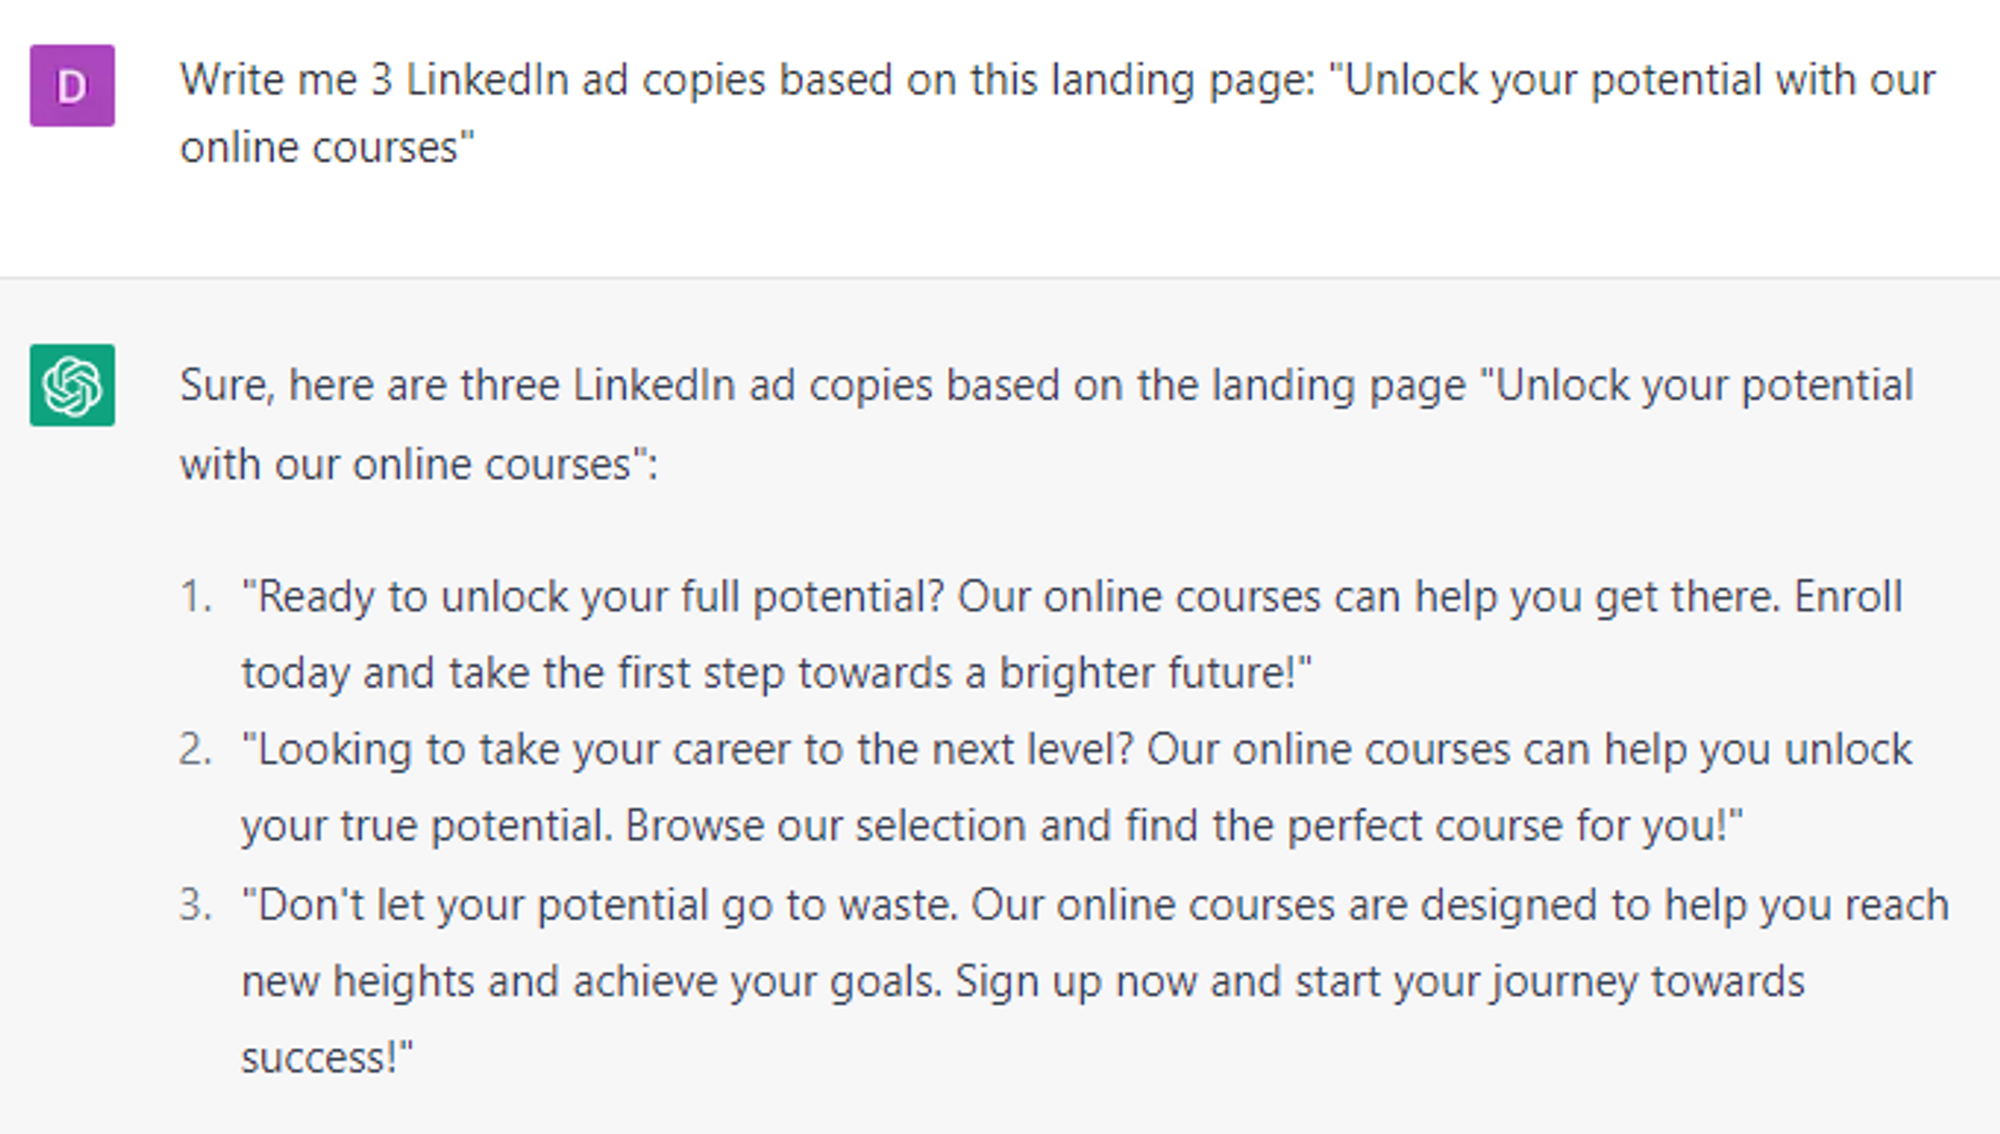 D
Write me 3 LinkedIn ad copies based on this landing page: "Unlock your potential with our
online courses"
Sure, here are three LinkedIn ad copies based on the landing page "Unlock your potential
with our online courses":
1. "Ready to unlock your full potential? Our online courses can help you get there. Enroll
today and take the first step towards a brighter future!"
2. "Looking to take your career to the next level? Our online courses can help you unlock
your true potential. Browse our selection and find the perfect course for you!"
3. "Don't let your potential go to waste. Our online courses are designed to help you reach
new heights and achieve your goals. Sign up now and start your journey towards
success!"